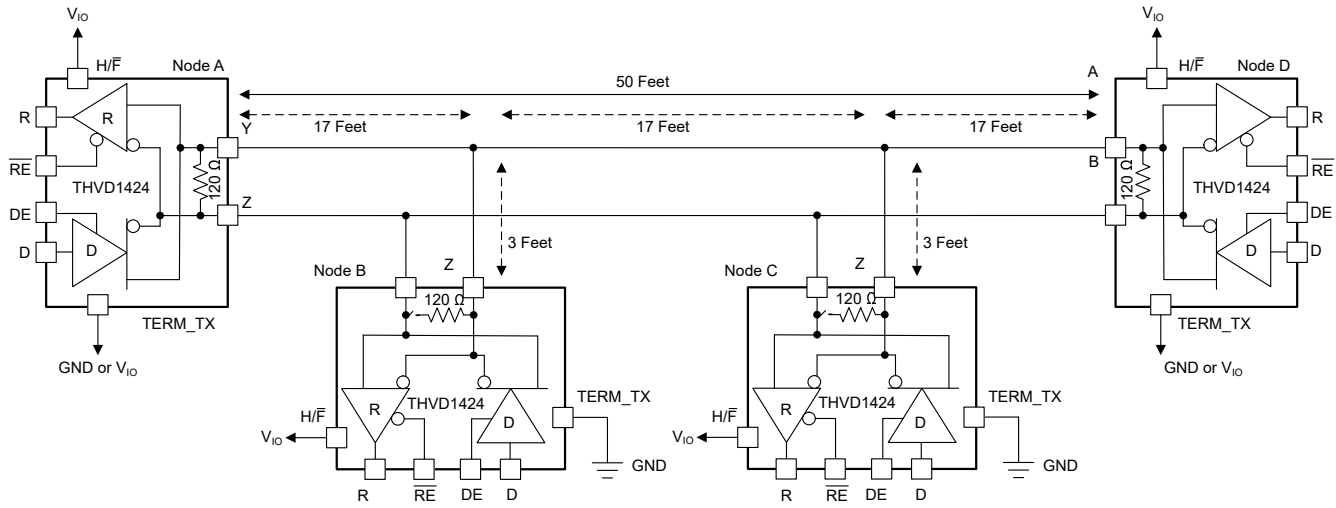 V_IO
V_IO
H/F̅
Node A
A
H/F̅
Node D
50 Feet
R
R
17 Feet
17 Feet
17 Feet
R
R
Y
B
R̅E̅
120 Ω
120 Ω
R̅E̅
THVD1424
THVD1424
DE
Z
DE
D
D
3 Feet
3 Feet
D
D
Node B
Z
Node C
Z
TERM_TX
120 Ω
120 Ω
TERM_TX
GND or V_IO
GND or V_IO
TERM_TX
TERM_TX
H/F̅
R
THVD1424
D
H/F̅
R
THVD1424
D
V_IO
V_IO
GND
GND
R
R̅E̅
DE
D
R
R̅E̅
DE
D